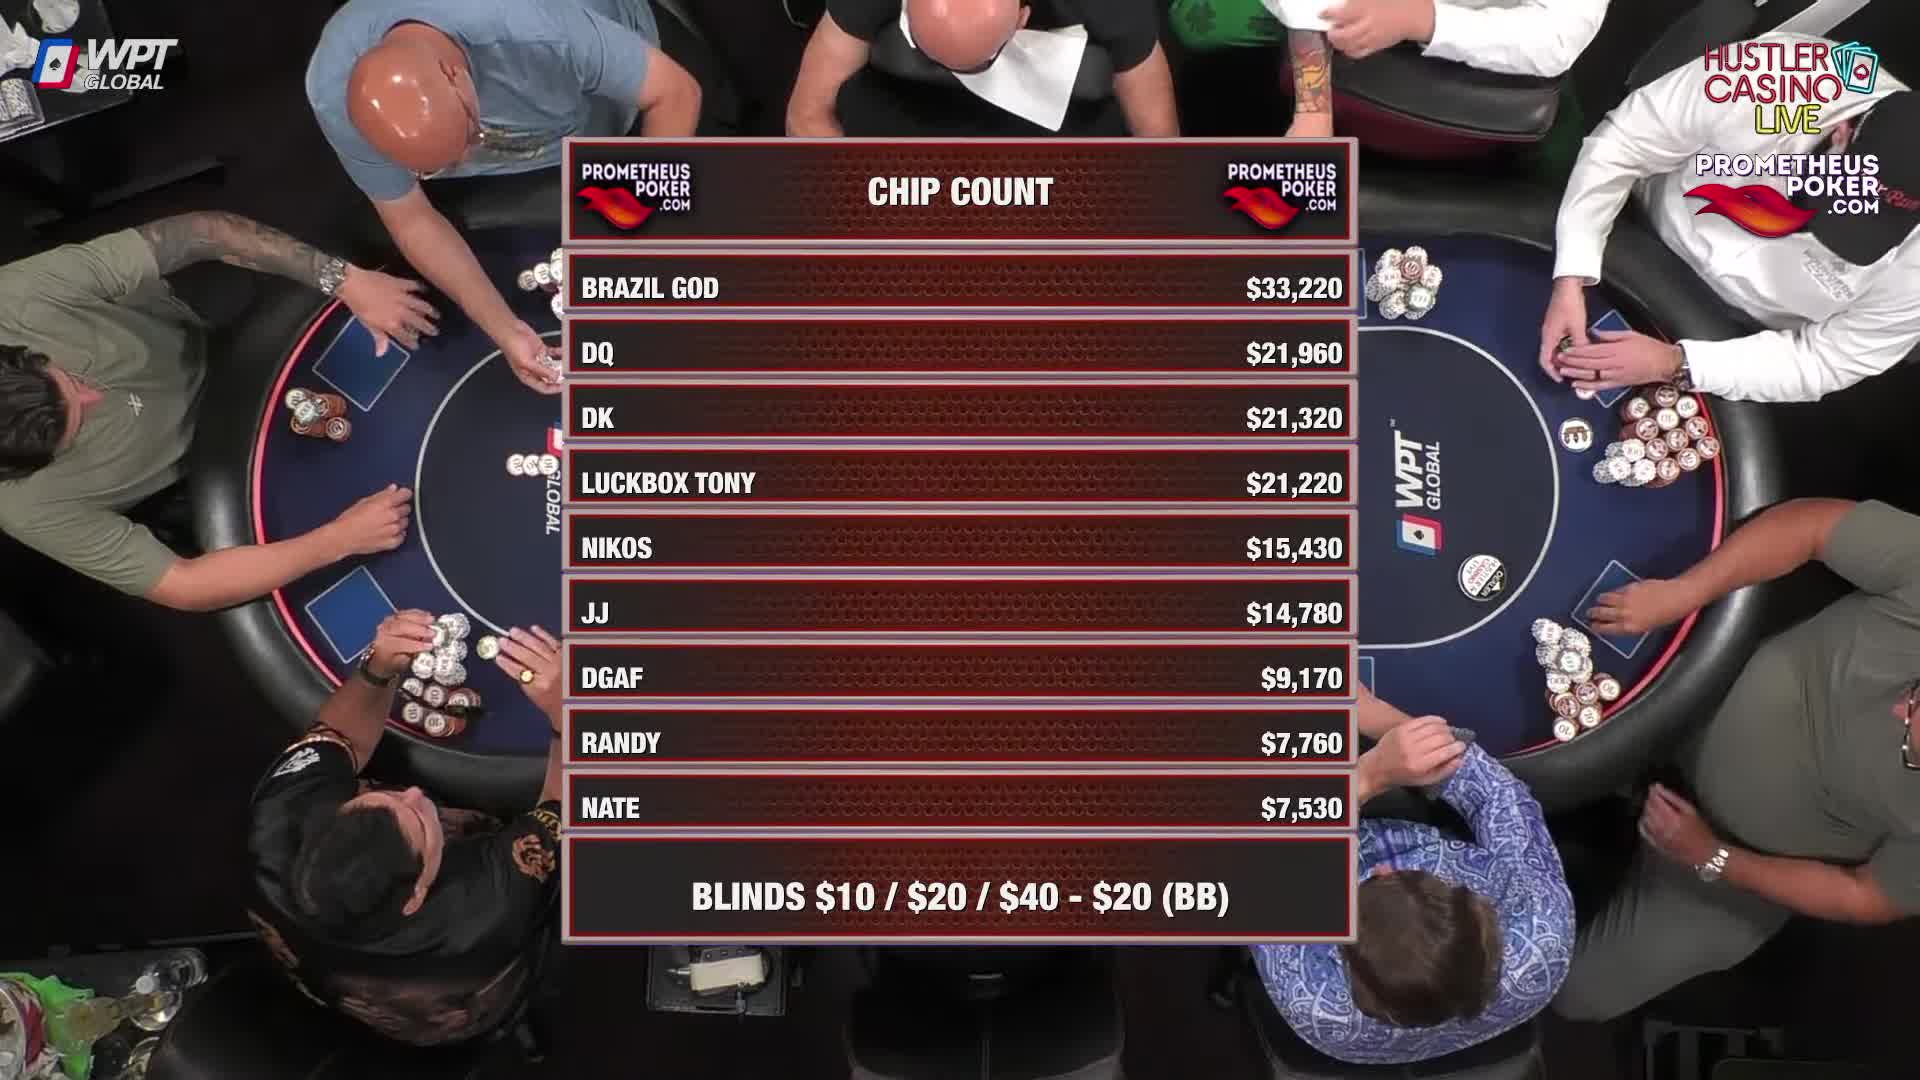 WPT
GLOBAL
HUSTLER
CASINO
LIVE
PROMETHEUS
POKER
.COM
PROMETHEUS
POKER
.COM
CHIP COUNT
PROMETHEUS
POKER
.COM
BRAZIL GOD $33,220
DQ $21,960
DK $21,320
LUCKBOX TONY $21,220
NIKOS $15,430
JJ $14,780
DGAF $9,170
RANDY $7,760
NATE $7,530
BLINDS $10 / $20 / $40 - $20 (BB)
GLOBAL
WPT
GLOBAL
DEALER